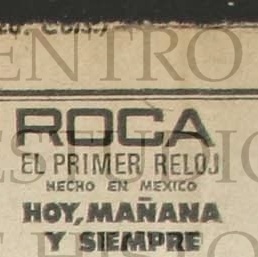 ROCA
EL PRIMER RELOJ
HECHO EN MEXICO
HOY, MAÑANA
Y SIEMPRE